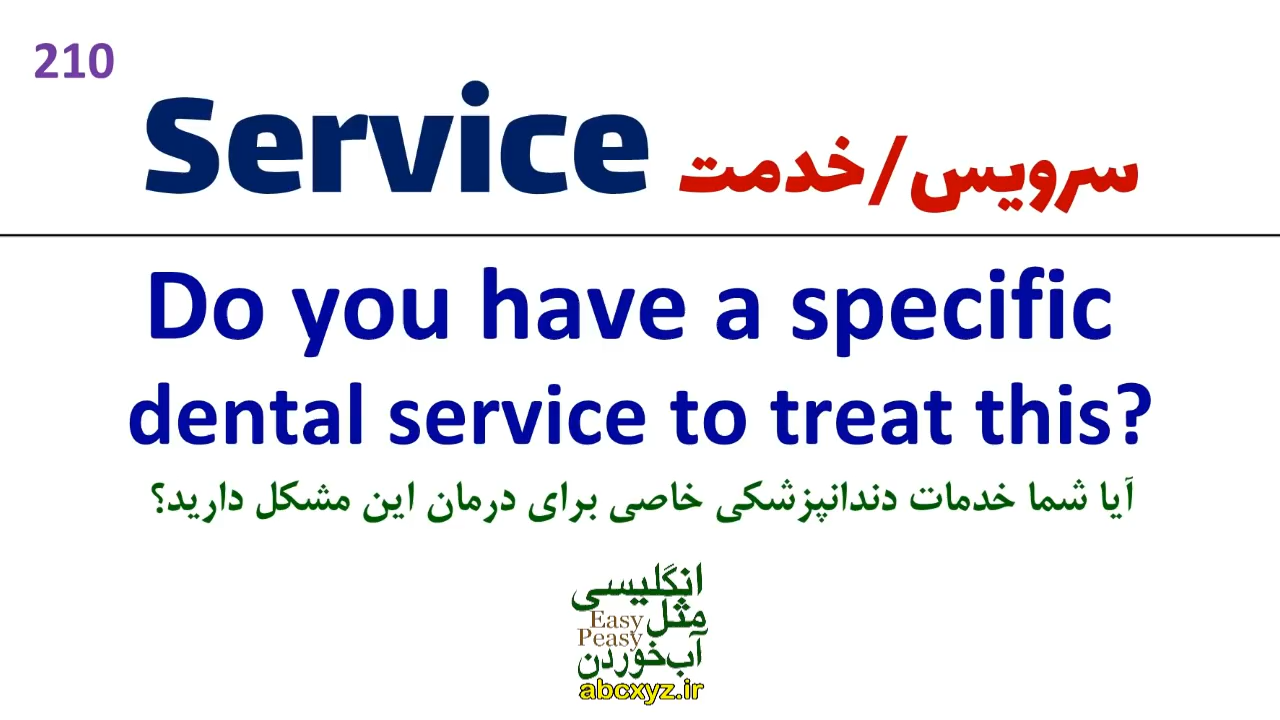 210
Service سرویس/خدمت
Do you have a specific
dental service to treat this?
آیا شما خدمات دندانپزشکی خاصی برای درمان این مشکل دارید؟
انگلیسی
مثل
Easy
Peasy
آب‌خوردن
abcxyz.ir